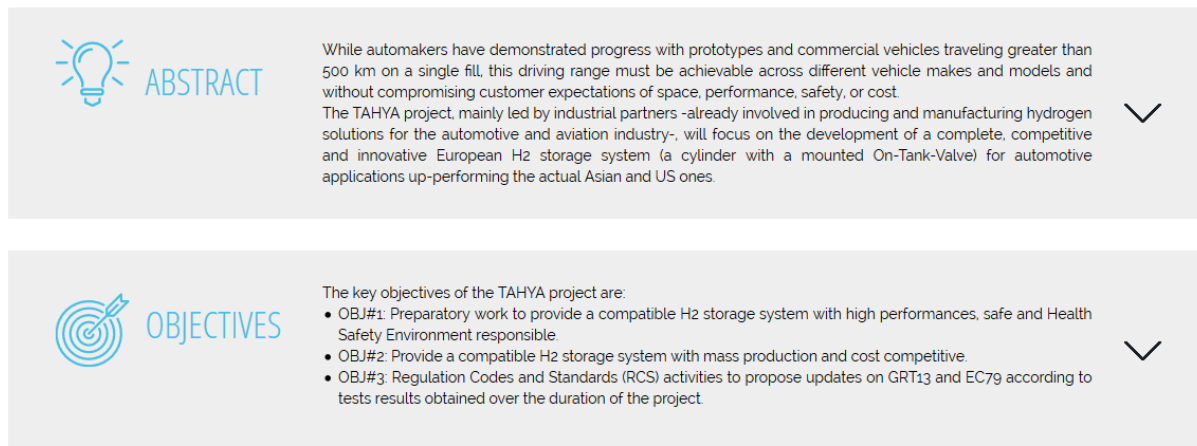 ABSTRACT
While automakers have demonstrated progress with prototypes and commercial vehicles traveling greater than
500 km on a single fill, this driving range must be achievable across different vehicle makes and models and
without compromising customer expectations of space, performance, safety, or cost.
The TAHYA project, mainly led by industrial partners -already involved in producing and manufacturing hydrogen
solutions for the automotive and aviation industry-, will focus on the development of a complete, competitive
and innovative European H2 storage system (a cylinder with a mounted On-Tank-Valve) for automotive
applications up-performing the actual Asian and US ones.
OBJECTIVES
The key objectives of the TAHYA project are:
• OBJ#1: Preparatory work to provide a compatible H2 storage system with high performances, safe and Health
Safety Environment responsible.
• OBJ#2: Provide a compatible H2 storage system with mass production and cost competitive.
• OBJ#3: Regulation Codes and Standards (RCS) activities to propose updates on GRT13 and EC79 according to
tests results obtained over the duration of the project.